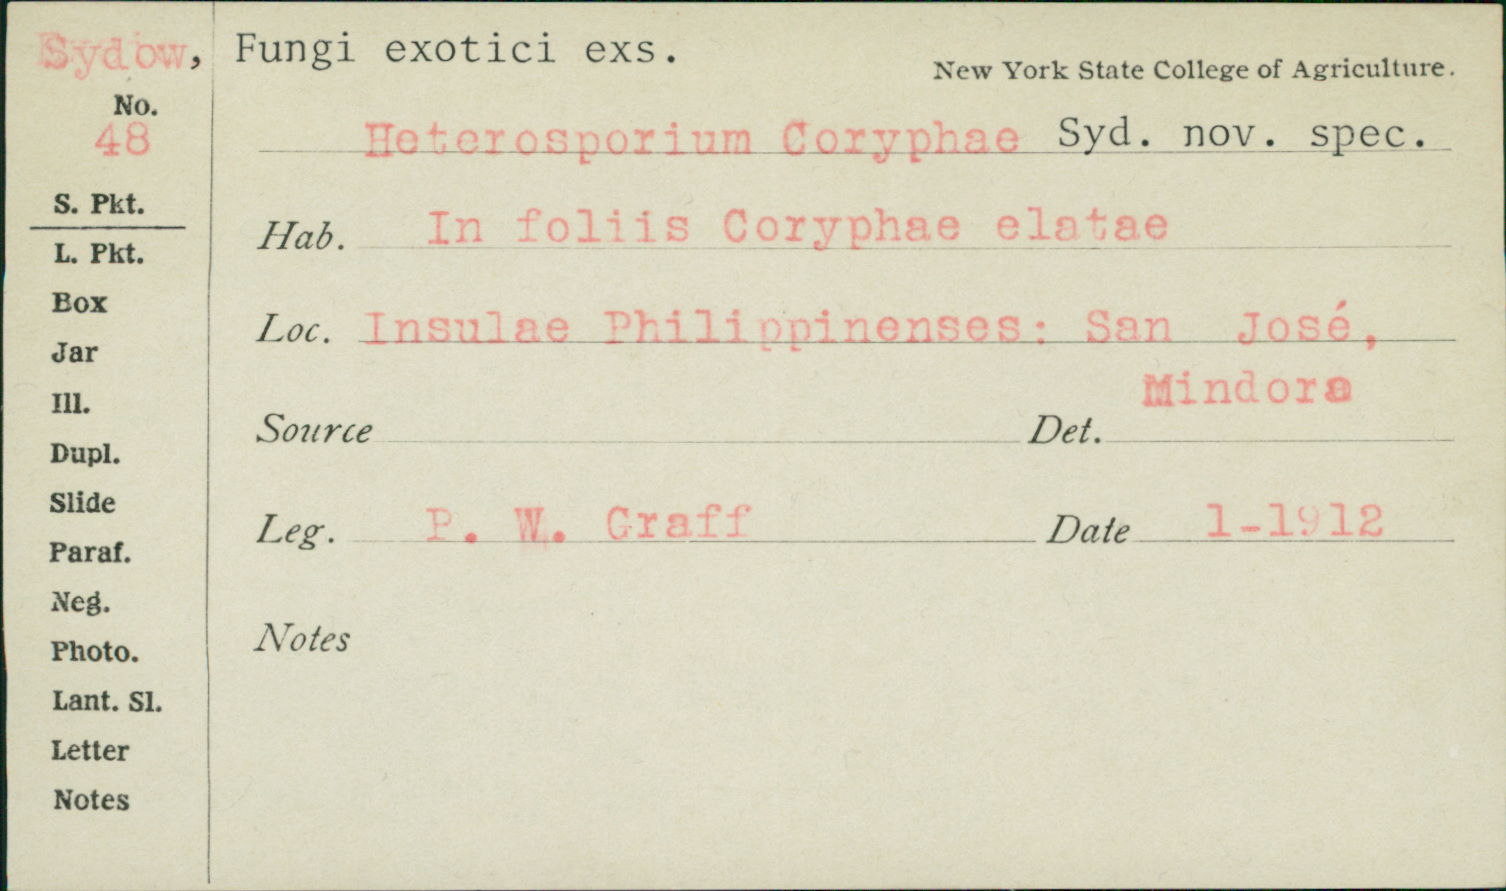 Sydow, Fungi exotici exs.
New York State College of Agriculture.
No.
48
Heterosporium Coryphae Syd. nov. spec.
S. Pkt.
L. Pkt.
Box
Jar
Ill.
Dupl.
Slide
Paraf.
Neg.
Photo.
Lant. Sl.
Letter
Notes
Hab. In foliis Coryphae elatae
Loc. Insulae Philippinenses: San José,
Mindora
Source
Det.
Leg. P. W. Graff
Date 1-1912
Notes